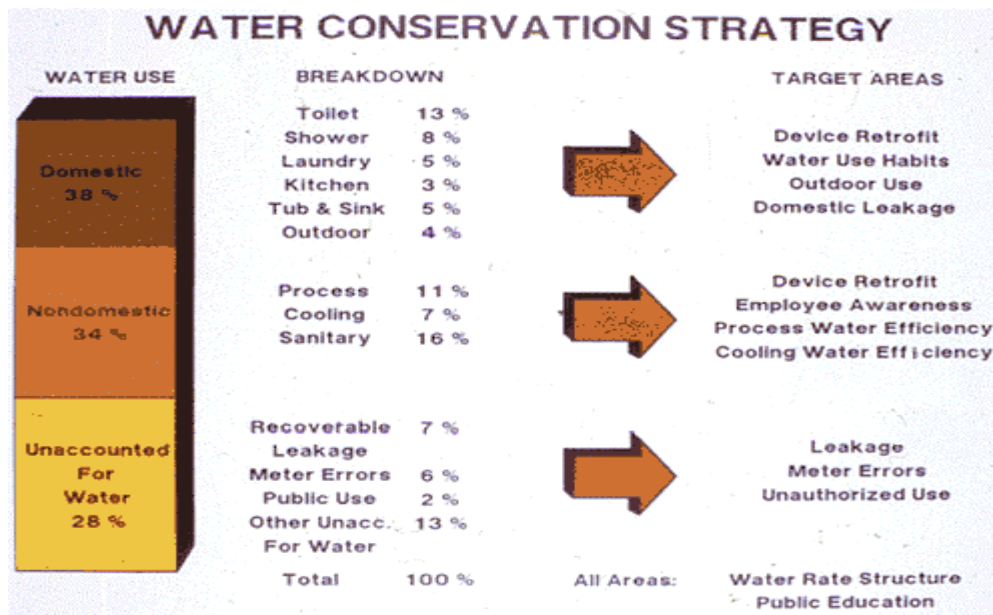 WATER CONSERVATION STRATEGY
WATER USE
BREAKDOWN
TARGET AREAS
Domestic
38 %
Toilet 13 %
Shower 8 %
Laundry 5 %
Kitchen 3 %
Tub & Sink 5 %
Outdoor 4 %
Device Retrofit
Water Use Habits
Outdoor Use
Domestic Leakage
Nondomestic
34 %
Process 11 %
Cooling 7 %
Sanitary 16 %
Device Retrofit
Employee Awareness
Process Water Efficiency
Cooling Water Efficiency
Unaccounted
For
Water
28 %
Recoverable 7 %
Leakage
Meter Errors 6 %
Public Use 2 %
Other Unacc. 13 %
For Water
Leakage
Meter Errors
Unauthorized Use
Total 100 %
All Areas: Water Rate Structure
Public Education